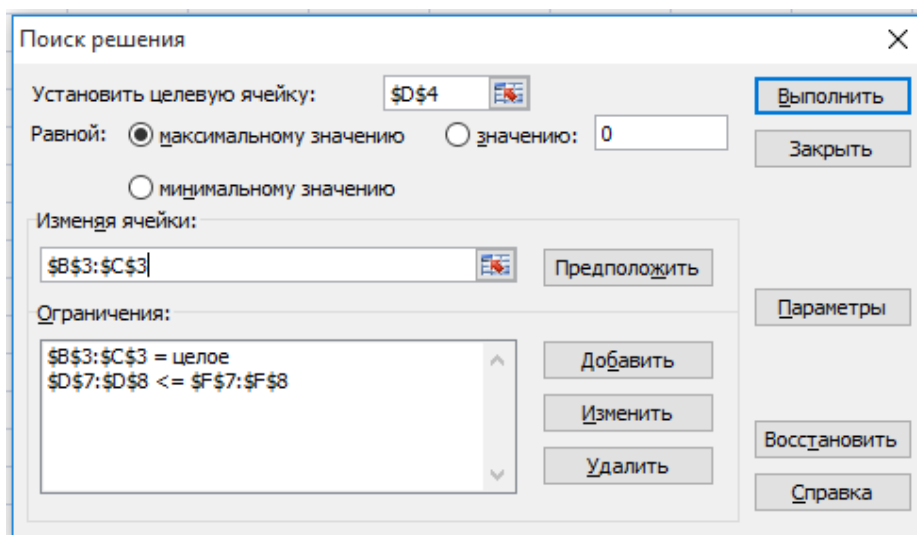 Поиск решения
Установить целевую ячейку: $D$4
Выполнить
Равной: максимальному значению значению: 0
Закрыть
минимальному значению
Изменяя ячейки:
$B$3:$C$3
Предположить
Параметры
Ограничения:
$B$3:$C$3 = целое
$D$7:$D$8 <= $F$7:$F$8
Добавить
Изменить
Удалить
Восстановить
Справка